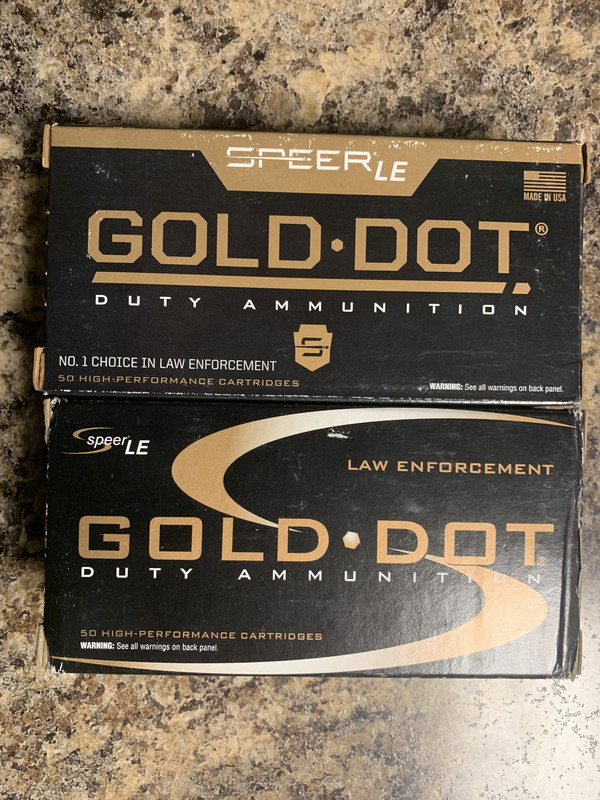 SPEER LE
MADE IN USA
GOLD·DOT®
DUTY AMMUNITION
NO. 1 CHOICE IN LAW ENFORCEMENT
50 HIGH-PERFORMANCE CARTRIDGES
WARNING: See all warnings on back panel.
speer LE
LAW ENFORCEMENT
GOLD·DOT®
DUTY AMMUNITION
50 HIGH-PERFORMANCE CARTRIDGES
WARNING: See all warnings on back panel.